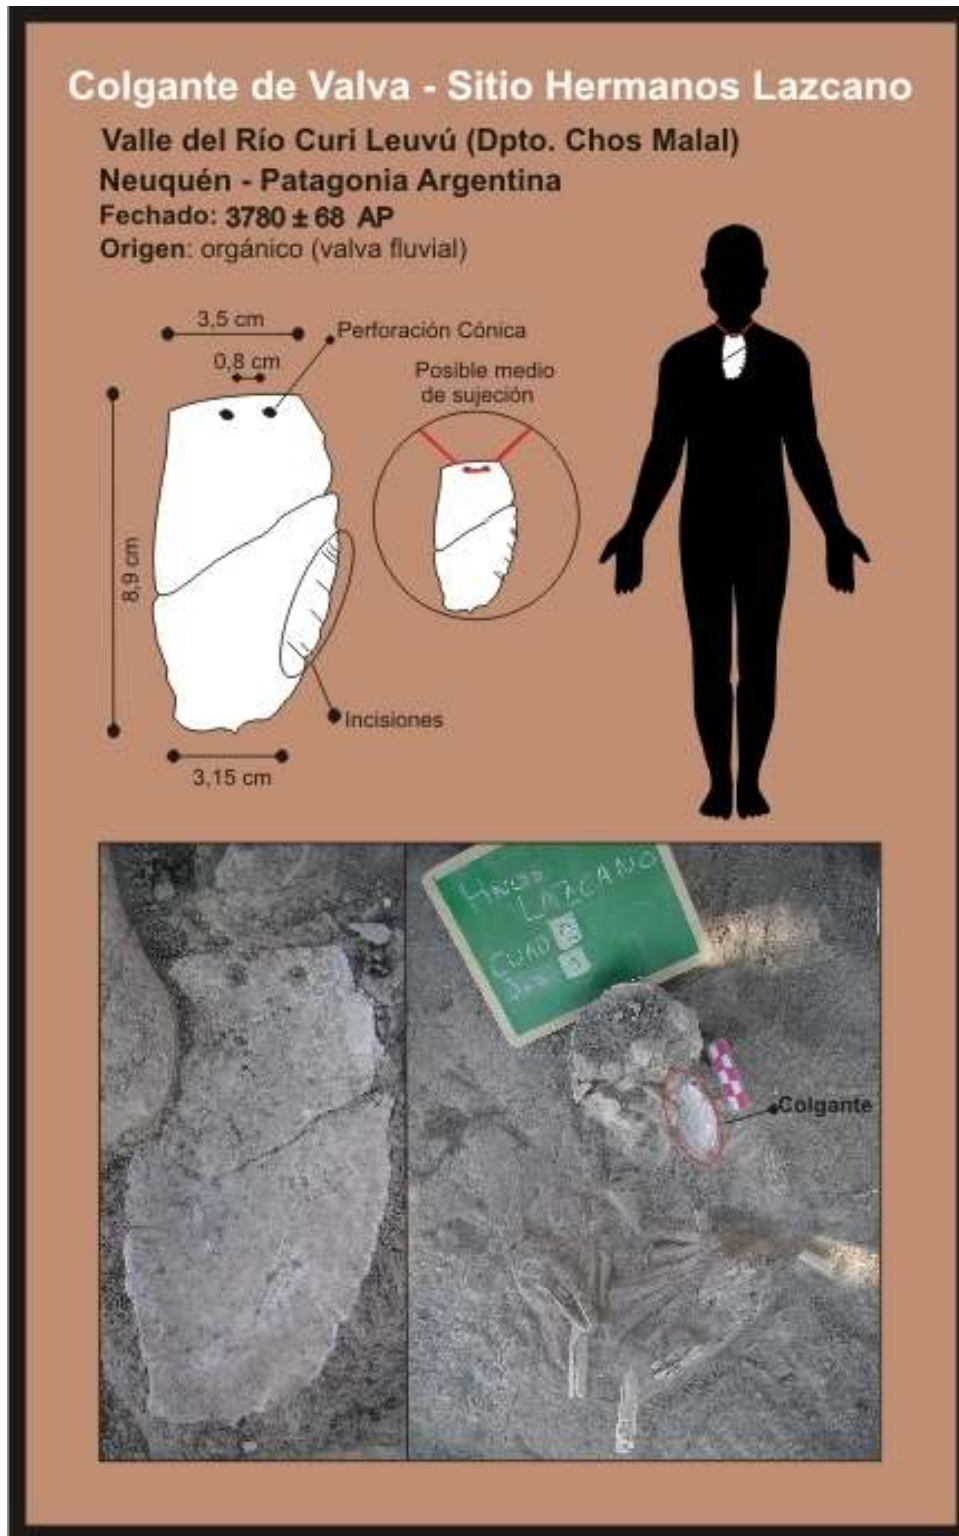 Colgante de Valva - Sitio Hermanos Lazcano
Valle del Río Curi Leuvú (Dpto. Chos Malal)
Neuquén - Patagonia Argentina
Fechado: 3780 ± 68 AP
Origen: orgánico (valva fluvial)
3,5 cm
Perforación Cónica
0,8 cm
Posible medio
de sujeción
8,9 cm
Incisiones
3,15 cm
HNOS
LAZCANO
CUAD
Colgante